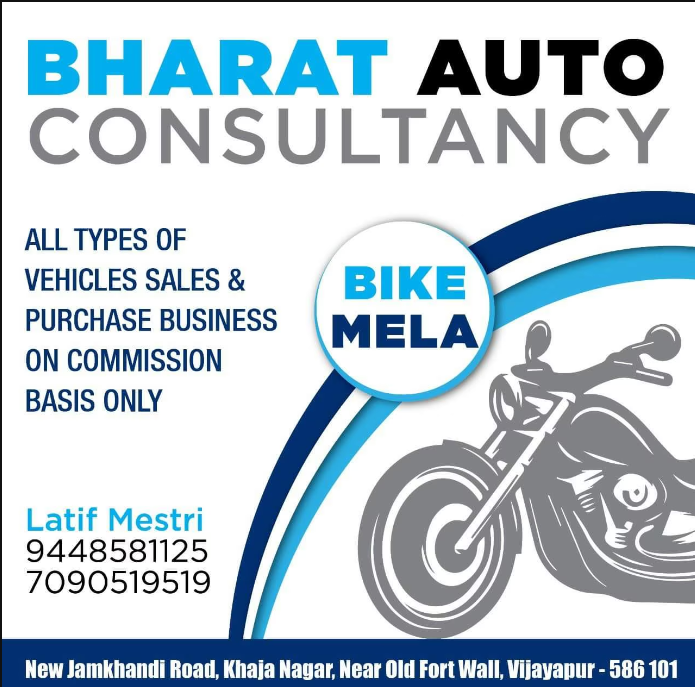 BHARAT AUTO
CONSULTANCY
ALL TYPES OF
VEHICLES SALES &
PURCHASE BUSINESS
ON COMMISSION
BASIS ONLY
BIKE
MELA
Latif Mestri
9448581125
7090519519
New Jamkhandi Road, Khaja Nagar, Near Old Fort Wall, Vijayapur - 586 101